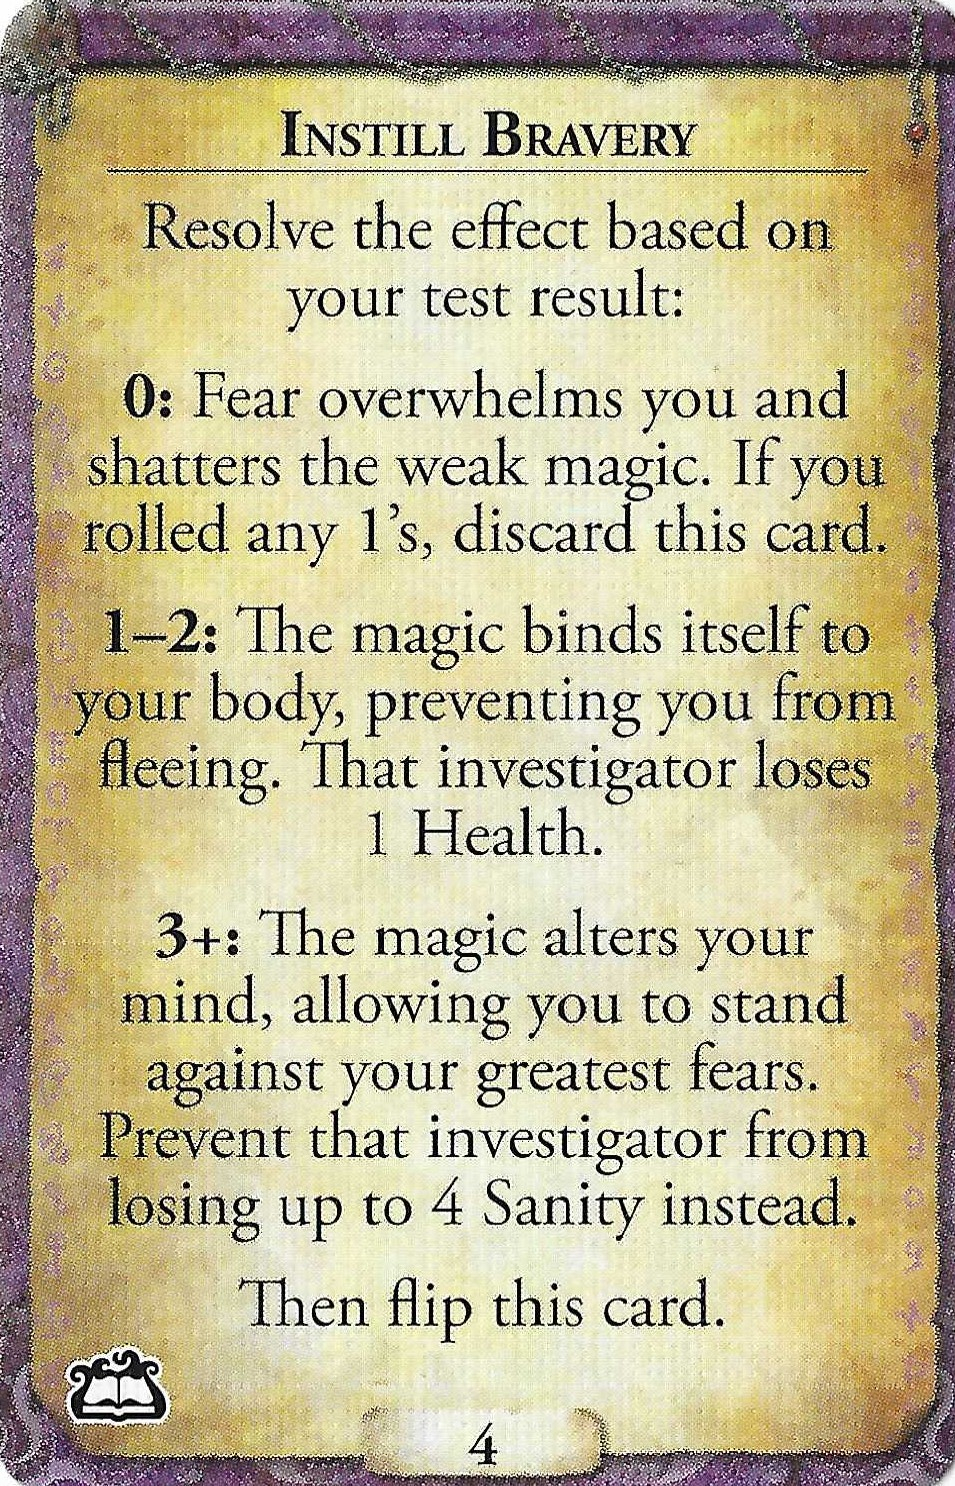 Instill Bravery
Resolve the effect based on
your test result:
0: Fear overwhelms you and
shatters the weak magic. If you
rolled any 1's, discard this card.
1–2: The magic binds itself to
your body, preventing you from
fleeing. That investigator loses
1 Health.
3+: The magic alters your
mind, allowing you to stand
against your greatest fears.
Prevent that investigator from
losing up to 4 Sanity instead.
Then flip this card.
4